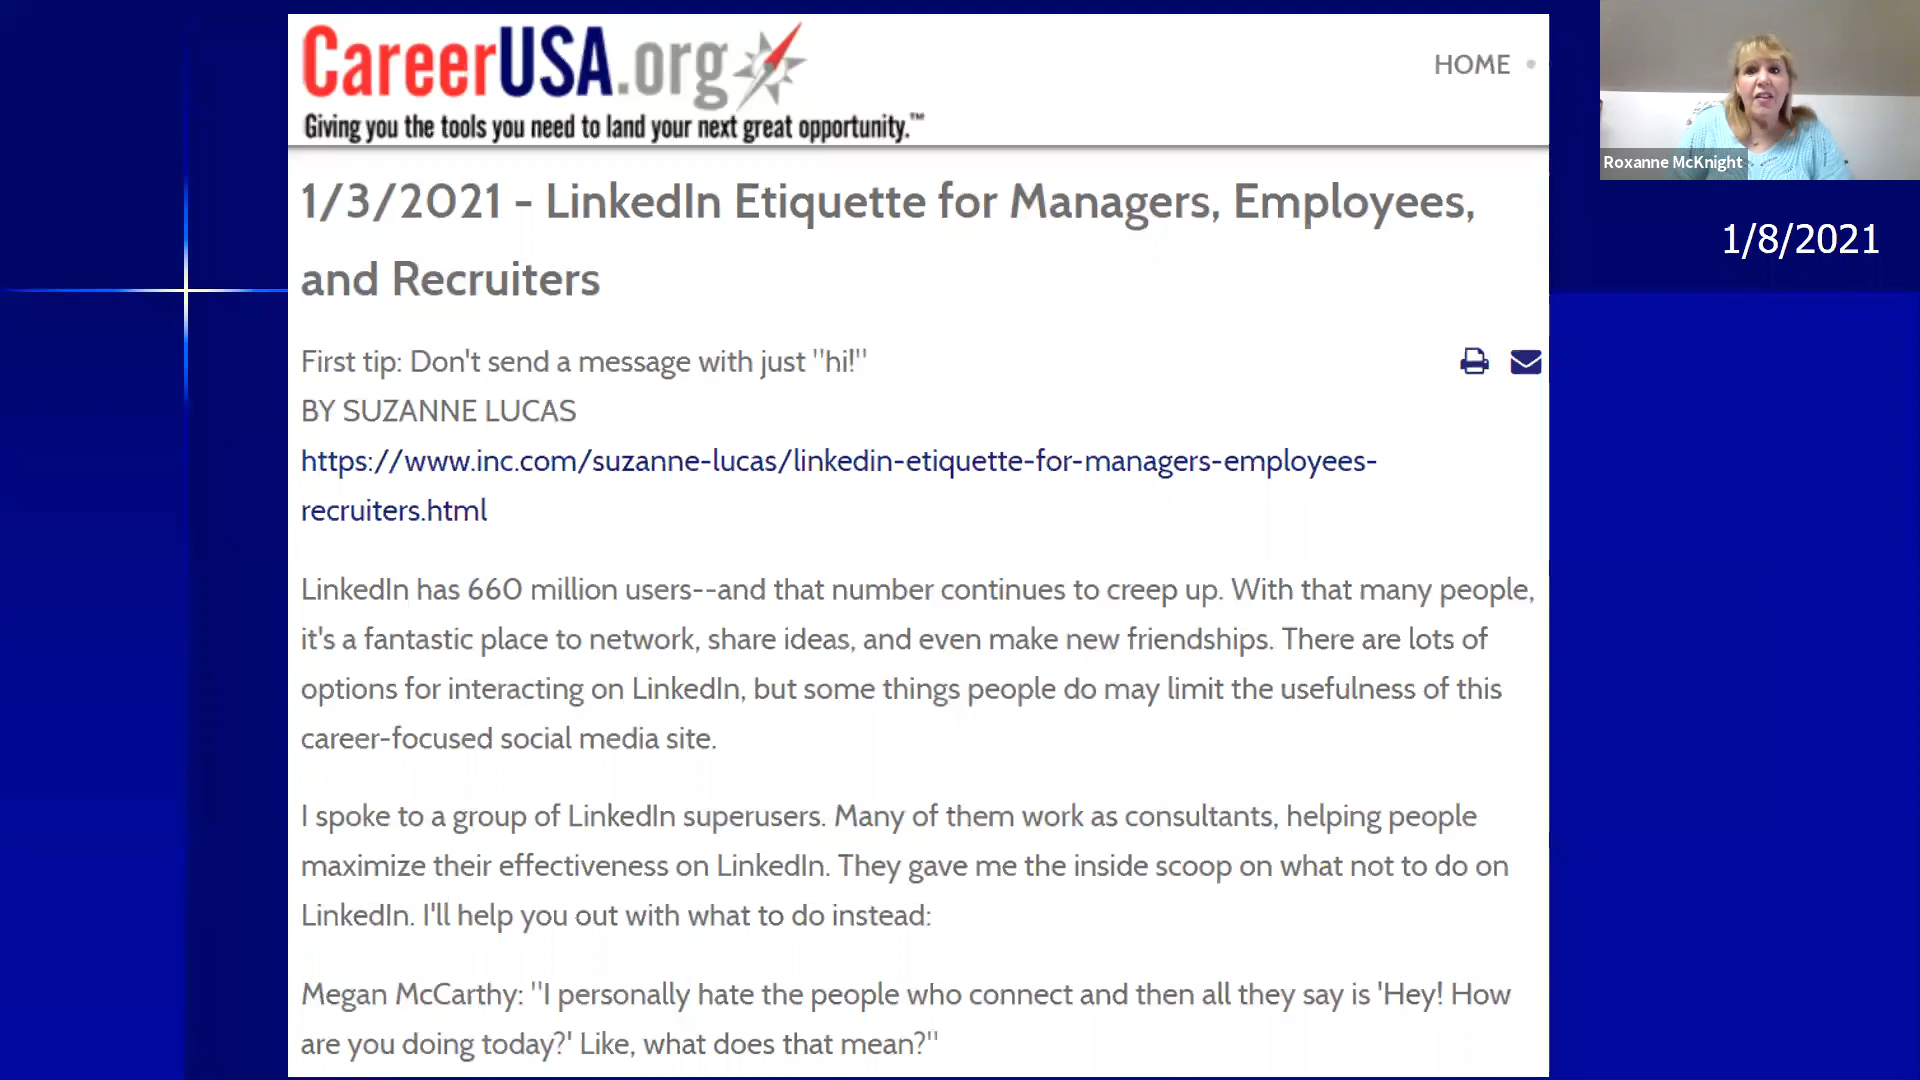 CareerUSA.org
Giving you the tools you need to land your next great opportunity.™
HOME
Roxanne McKnight
1/8/2021
1/3/2021 - LinkedIn Etiquette for Managers, Employees,
and Recruiters
First tip: Don't send a message with just "hi!"
BY SUZANNE LUCAS
https://www.inc.com/suzanne-lucas/linkedin-etiquette-for-managers-employees-
recruiters.html
LinkedIn has 660 million users--and that number continues to creep up. With that many people,
it's a fantastic place to network, share ideas, and even make new friendships. There are lots of
options for interacting on LinkedIn, but some things people do may limit the usefulness of this
career-focused social media site.
I spoke to a group of LinkedIn superusers. Many of them work as consultants, helping people
maximize their effectiveness on LinkedIn. They gave me the inside scoop on what not to do on
LinkedIn. I'll help you out with what to do instead:
Megan McCarthy: "I personally hate the people who connect and then all they say is 'Hey! How
are you doing today?' Like, what does that mean?"